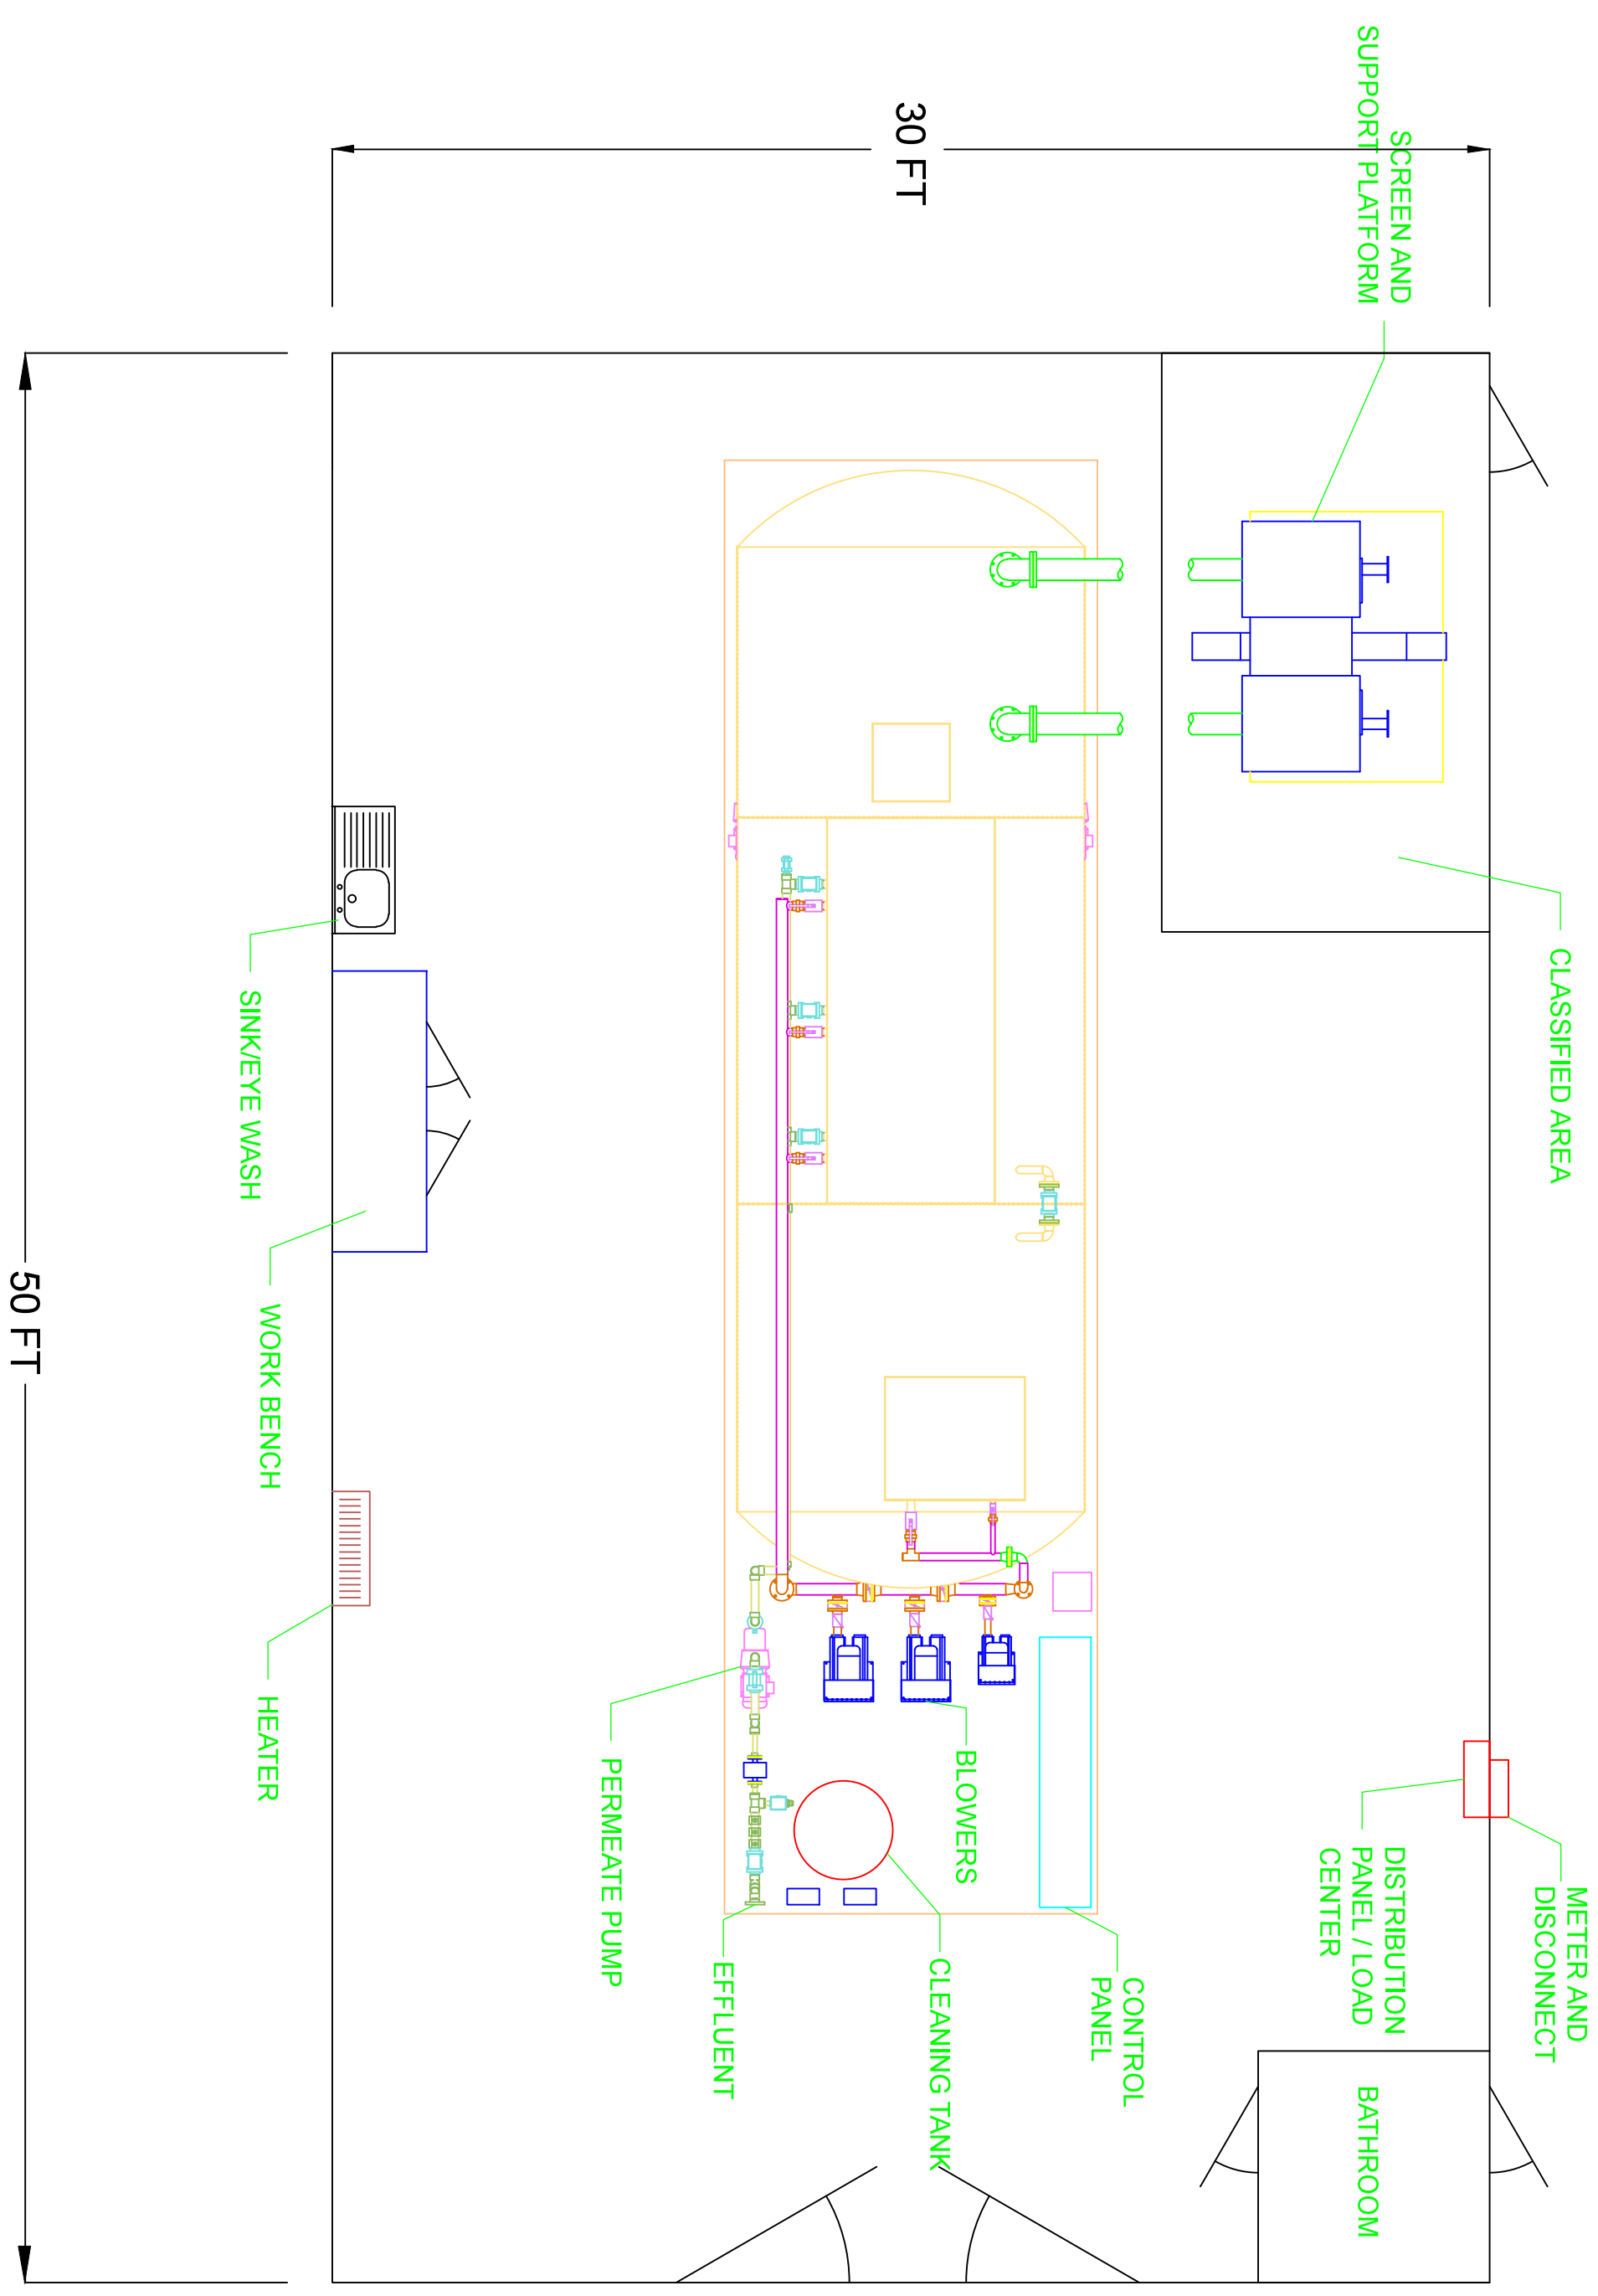 SCREEN AND
SUPPORT PLATFORM
30 FT
CLASSIFIED AREA
METER AND
DISCONNECT
DISTRIBUTION
PANEL / LOAD
CENTER
BATHROOM
CONTROL
PANEL
BLOWERS
CLEANING TANK
EFFLUENT
PERMEATE PUMP
SINK/EYE WASH
WORK BENCH
HEATER
50 FT